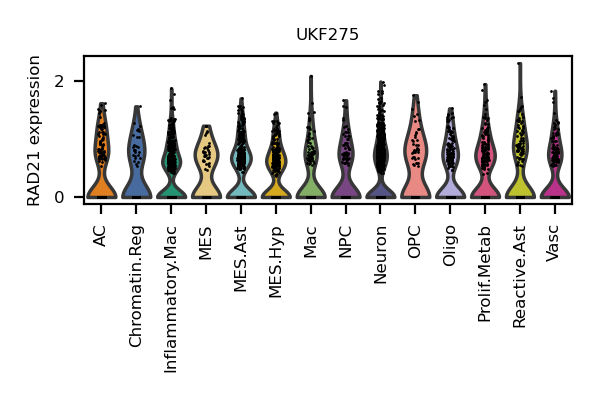 UKF275
RAD21 expression
2
0
AC
Chromatin.Reg
Inflammatory.Mac
MES
MES.Ast
MES.Hyp
Mac
NPC
Neuron
OPC
Oligo
Prolif.Metab
Reactive.Ast
Vasc